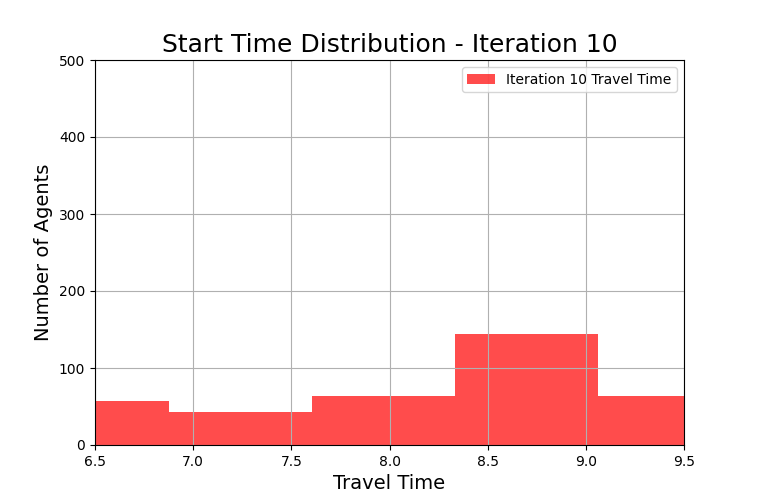 Start Time Distribution - Iteration 10
Iteration 10 Travel Time
500
400
300
200
100
0
Number of Agents
6.5 7.0 7.5 8.0 8.5 9.0 9.5
Travel Time